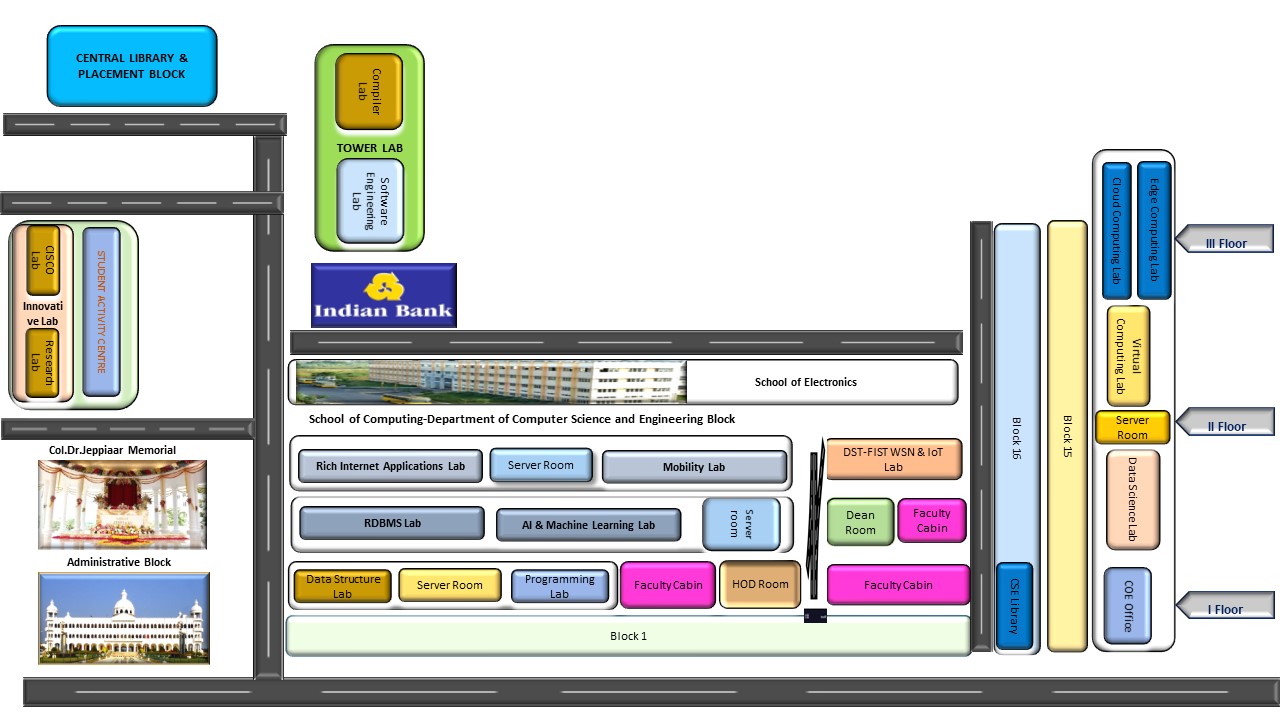 CENTRAL LIBRARY &
PLACEMENT BLOCK
Compiler
Lab
TOWER LAB
Software
Engineering
Lab
Indian Bank
CISCO
Lab
Innovati
ve Lab
Research
Lab
STUDENT ACTIVITY CENTRE
Col.Dr.Jeppiaar Memorial
Administrative Block
School of Electronics
School of Computing-Department of Computer Science and Engineering Block
Rich Internet Applications Lab
Server Room
Mobility Lab
DST-FIST WSN & IoT
Lab
RDBMS Lab
AI & Machine Learning Lab
Server
room
Dean
Room
Faculty
Cabin
Data Structure
Lab
Server Room
Programming
Lab
Faculty Cabin
HOD Room
Faculty Cabin
Block 1
Block 16
CSE Library
Block 15
Cloud Computing Lab
Edge Computing Lab
Virtual
Computing Lab
Server
Room
Data Science Lab
COE Office
III Floor
II Floor
I Floor